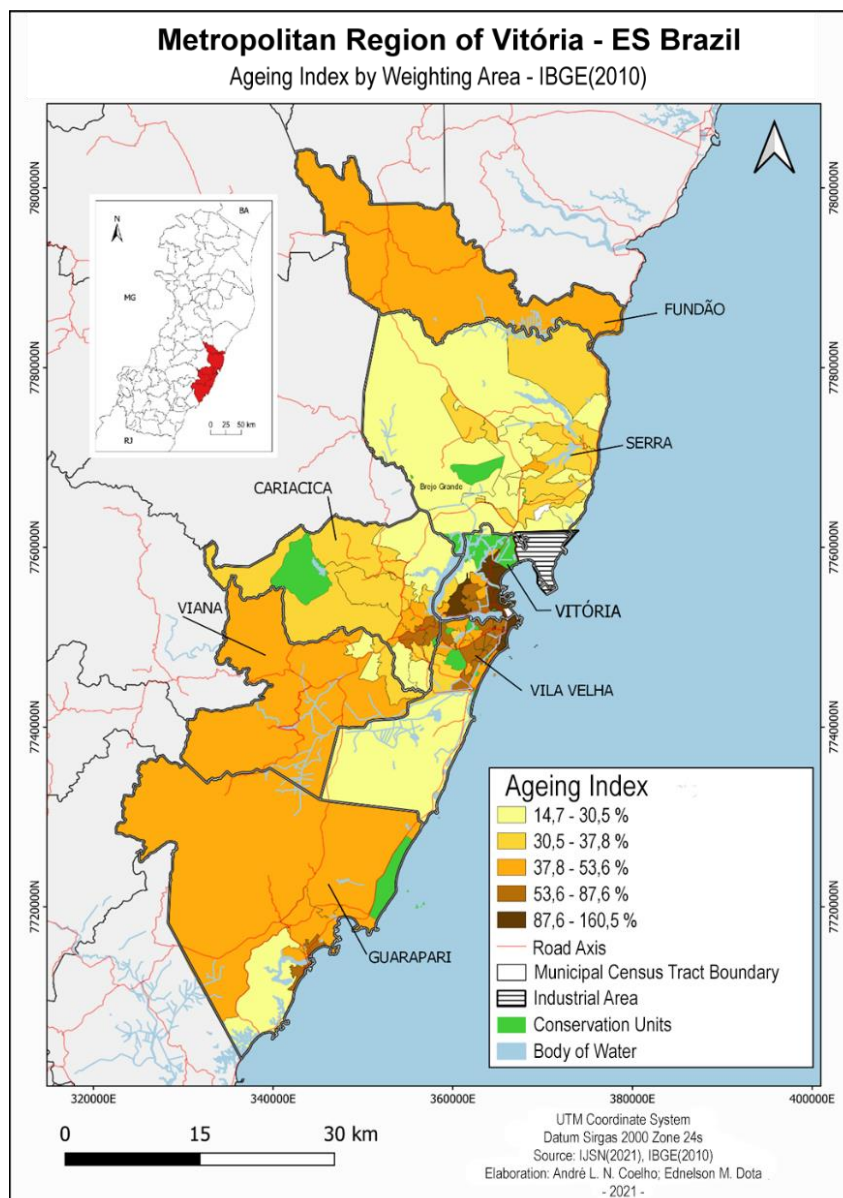 Metropolitan Region of Vitória - ES Brazil
Ageing Index by Weighting Area - IBGE(2010)
7800000N
7780000N
7760000N
7740000N
7720000N
N
BA
MG
RJ
0 25 50 km
FUNDÃO
SERRA
Brejo Grande
CARIACICA
VIANA
VITÓRIA
VILA VELHA
GUARAPARI
Ageing Index
14,7 - 30,5 %
30,5 - 37,8 %
37,8 - 53,6 %
53,6 - 87,6 %
87,6 - 160,5 %
Road Axis
Municipal Census Tract Boundary
Industrial Area
Conservation Units
Body of Water
320000E 340000E 360000E 380000E 400000E
0 15 30 km
UTM Coordinate System
Datum Sirgas 2000 Zone 24s
Source: IJSN(2021), IBGE(2010)
Elaboration: André L. N. Coelho; Ednelson M. Dota
- 2021 -